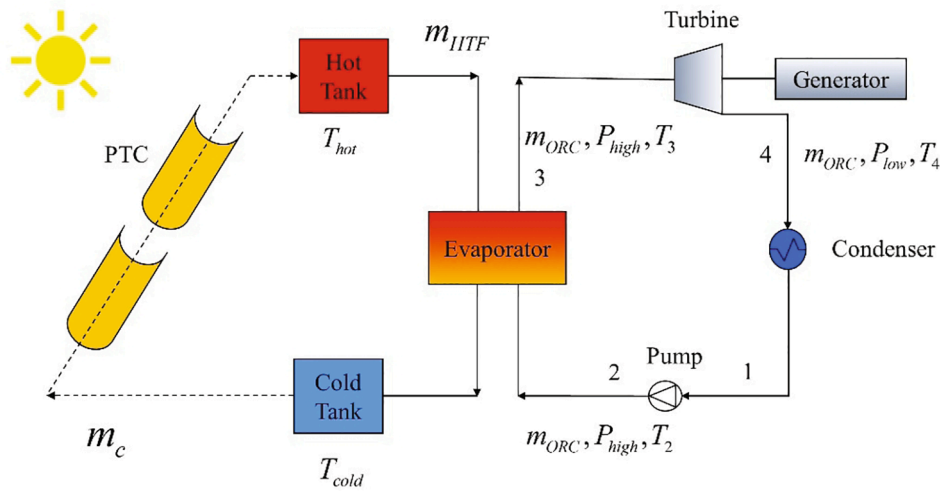 Turbine
m_HTF
Hot
Tank
Generator
PTC
T_hot
m_ORC, P_high, T_3
3
4
m_ORC, P_low, T_4
Evaporator
Condenser
Cold
Tank
Pump
2
1
m_c
m_ORC, P_high, T_2
T_cold